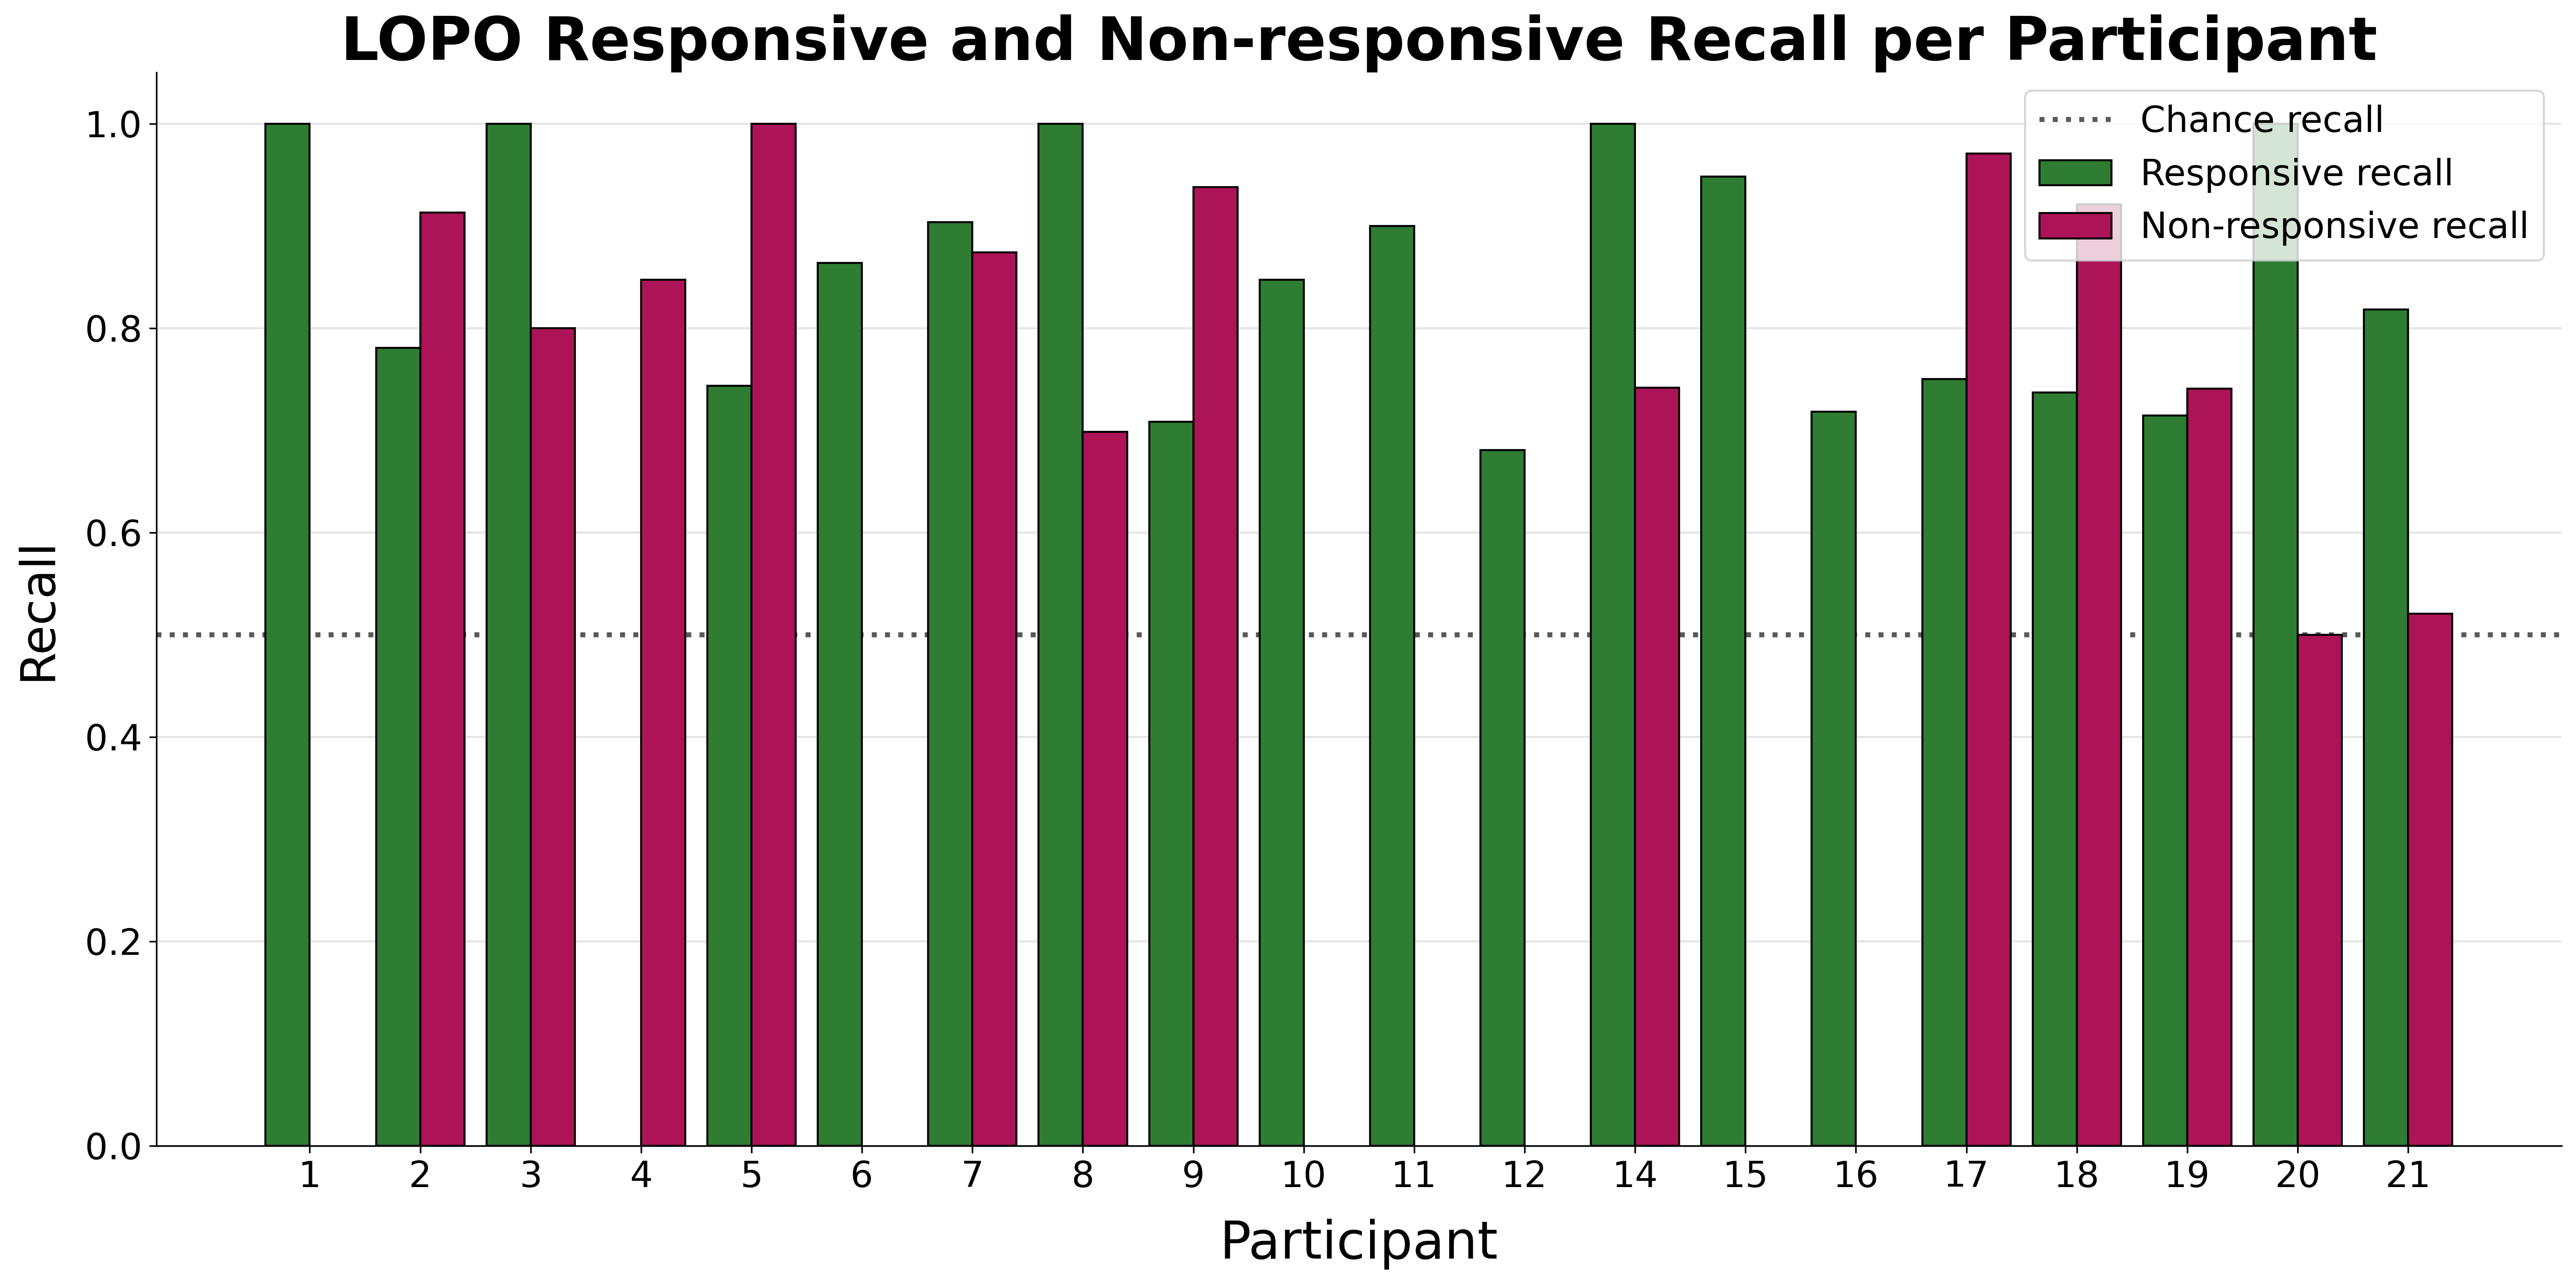 LOPO Responsive and Non-responsive Recall per Participant
Chance recall
Responsive recall
Non-responsive recall
1.0
0.8
0.6
0.4
0.2
0.0
Recall
1 2 3 4 5 6 7 8 9 10 11 12 14 15 16 17 18 19 20 21
Participant